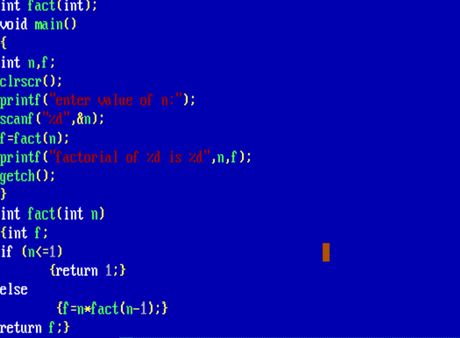 int fact(int);
void main()
{
int n,f;
clrscr();
printf("enter value of n:");
scanf("%d",&n);
f=fact(n);
printf("factorial of %d is %d",n,f);
getch();
}
int fact(int n)
{int f;
if (n<=1)
{return 1;}
else
{f=n*fact(n-1);}
return f;}